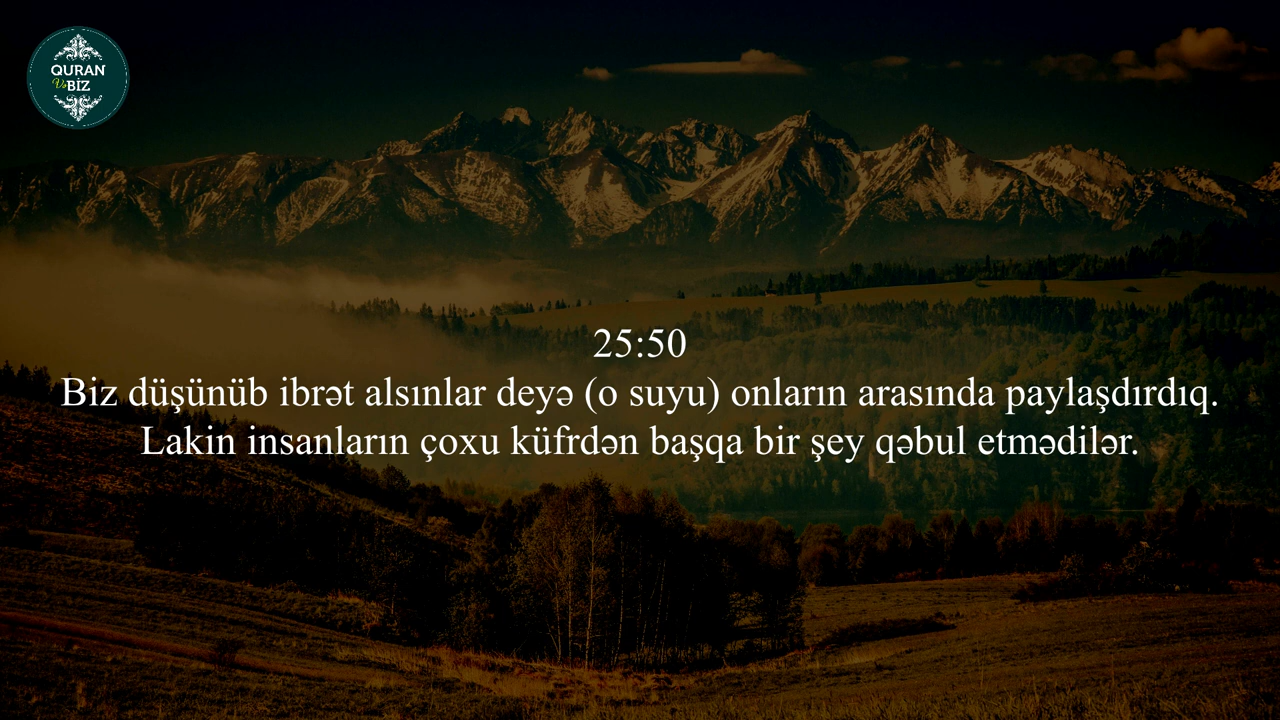 QURAN
Və BİZ
25:50
Biz düşünüb ibrət alsınlar deyə (o suyu) onların arasında paylaşdırdıq.
Lakin insanların çoxu küfrdən başqa bir şey qəbul etmədilər.